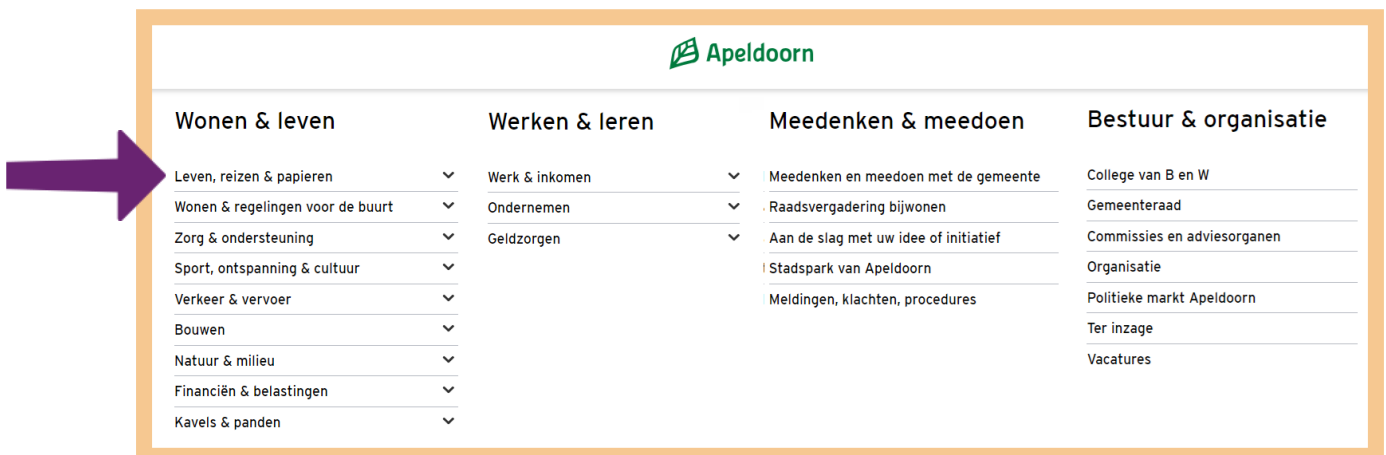 Apeldoorn
Wonen & leven
Leven, reizen & papieren
Wonen & regelingen voor de buurt
Zorg & ondersteuning
Sport, ontspanning & cultuur
Verkeer & vervoer
Bouwen
Natuur & milieu
Financiën & belastingen
Kavels & panden
Werken & leren
Werk & inkomen
Ondernemen
Geldzorgen
Meedenken & meedoen
Meedenken en meedoen met de gemeente
Raadsvergadering bijwonen
Aan de slag met uw idee of initiatief
Stadspark van Apeldoorn
Meldingen, klachten, procedures
Bestuur & organisatie
College van B en W
Gemeenteraad
Commissies en adviesorganen
Organisatie
Politieke markt Apeldoorn
Ter inzage
Vacatures